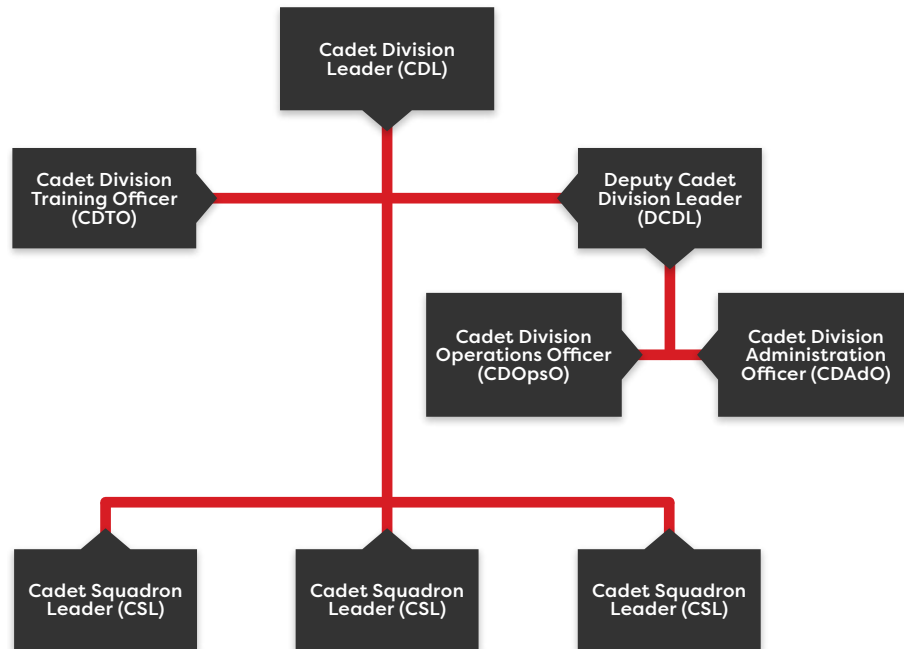 Cadet Division
Leader (CDL)
Cadet Division
Training Officer
(CDTO)
Deputy Cadet
Division Leader
(DCDL)
Cadet Division
Operations Officer
(CDOpsO)
Cadet Division
Administration
Officer (CDAdO)
Cadet Squadron
Leader (CSL)
Cadet Squadron
Leader (CSL)
Cadet Squadron
Leader (CSL)